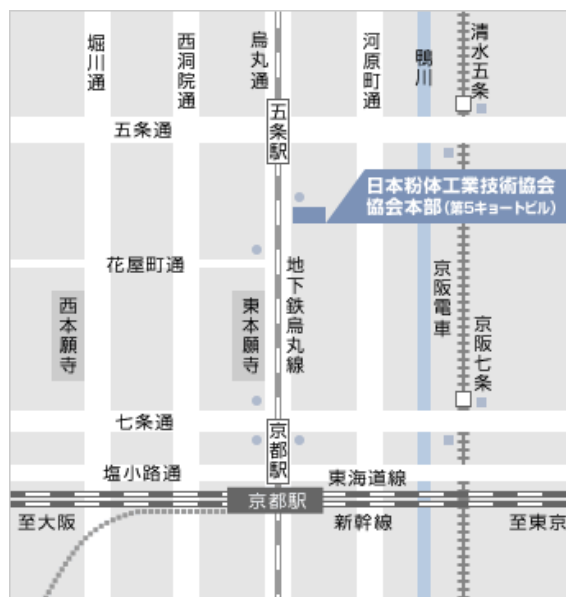 堀川通
西洞院通
烏丸通
河原町通
鴨川
清水五条
五条通
五条駅
日本粉体工業技術協会
協会本部(第5キョートビル)
花屋町通
地下鉄烏丸線
京阪電車
西本願寺
東本願寺
京阪七条
七条通
京都駅
塩小路通
東海道線
京都駅
至大阪
新幹線
至東京